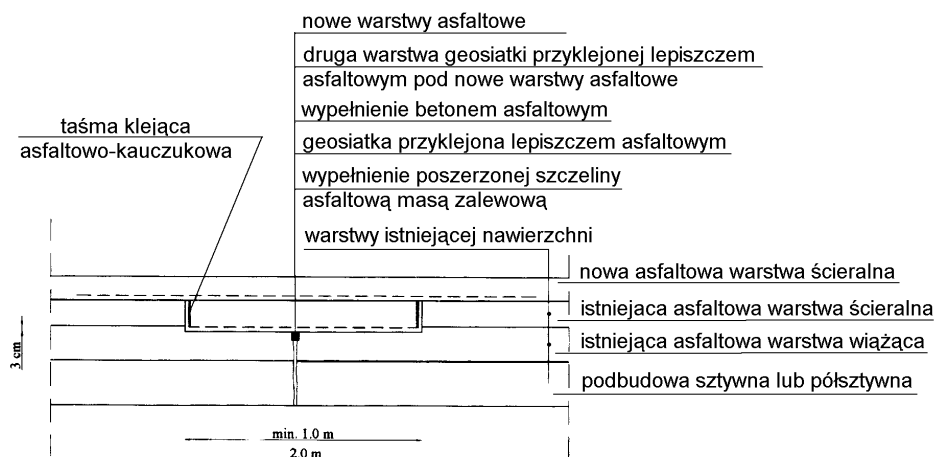 nowe warstwy asfaltowe
druga warstwa geosiatki przyklejonej lepiszczem
asfaltowym pod nowe warstwy asfaltowe
wypełnienie betonem asfaltowym
taśma klejąca
asfaltowo-kauczukowa
geosiatka przyklejona lepiszczem asfaltowym
wypełnienie poszerzonej szczeliny
asfaltową masą zalewową
warstwy istniejącej nawierzchni
nowa asfaltowa warstwa ścieralna
istniejaca asfaltowa warstwa ścieralna
istniejąca asfaltowa warstwa wiążąca
podbudowa sztywna lub półsztywna
3 cm
min. 1.0 m
2.0 m